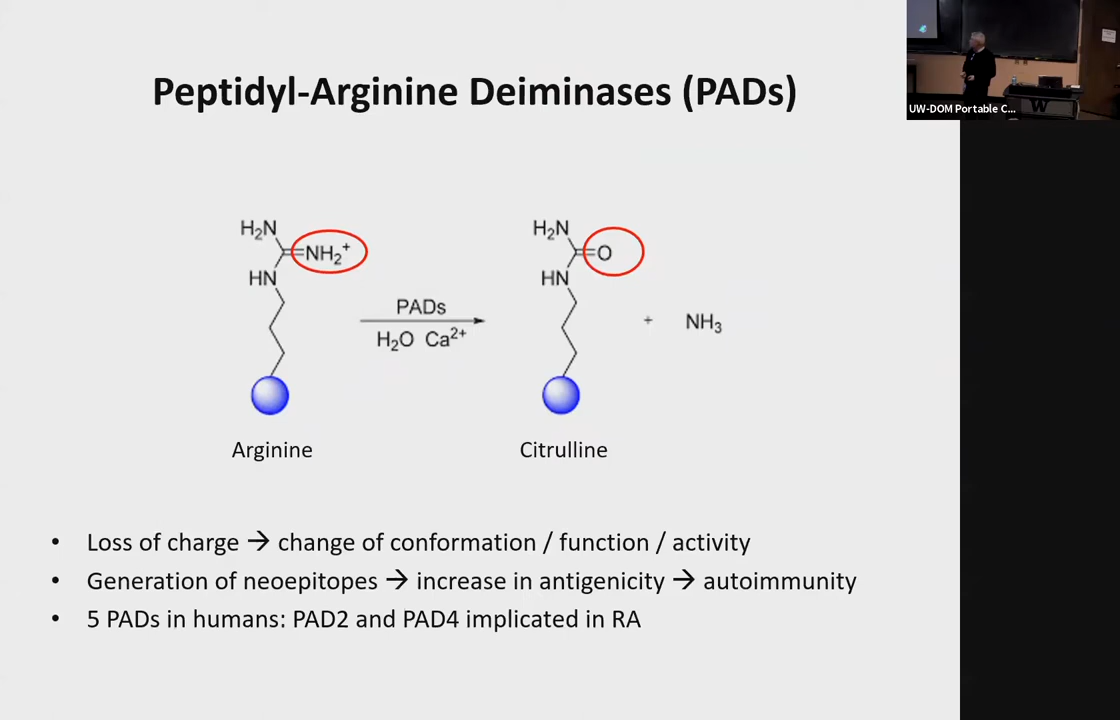 Peptidyl-Arginine Deiminases (PADs)
UW-DOM Portable C...
H₂N
NH₂⁺
HN
PADs
H₂O Ca²⁺
H₂N
O
HN
+ NH₃
Arginine
Citrulline
• Loss of charge → change of conformation / function / activity
• Generation of neoepitopes → increase in antigenicity → autoimmunity
• 5 PADs in humans: PAD2 and PAD4 implicated in RA
W